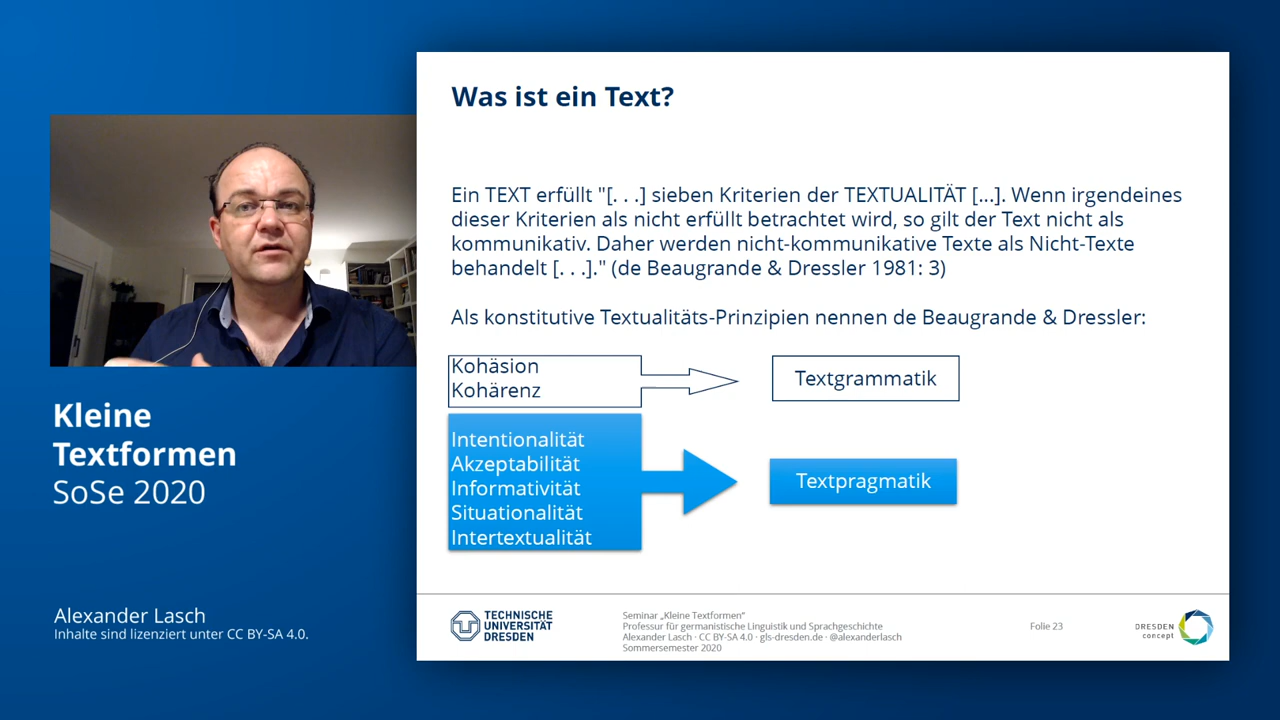 Was ist ein Text?
Ein TEXT erfüllt "[. . .] sieben Kriterien der TEXTUALITÄT [...]. Wenn irgendeines
dieser Kriterien als nicht erfüllt betrachtet wird, so gilt der Text nicht als
kommunikativ. Daher werden nicht-kommunikative Texte als Nicht-Texte
behandelt [. . .]." (de Beaugrande & Dressler 1981: 3)
Als konstitutive Textualitäts-Prinzipien nennen de Beaugrande & Dressler:
Kohäsion
Kohärenz
Textgrammatik
Intentionalität
Akzeptabilität
Informativität
Situationalität
Intertextualität
Textpragmatik
Kleine
Textformen
SoSe 2020
Alexander Lasch
Inhalte sind lizenziert unter CC BY-SA 4.0.
TECHNISCHE
UNIVERSITÄT
DRESDEN
Seminar „Kleine Textformen“
Professur für germanistische Linguistik und Sprachgeschichte
Alexander Lasch · CC BY-SA 4.0 · gls-dresden.de · @alexanderlasch
Sommersemester 2020
Folie 23
DRESDEN
concept